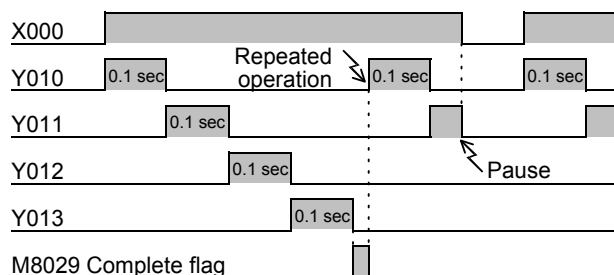 X000
Repeated
operation
Y010
0.1 sec
0.1 sec
0.1 sec
Y011
0.1 sec
Y012
0.1 sec
Pause
Y013
0.1 sec
M8029 Complete flag